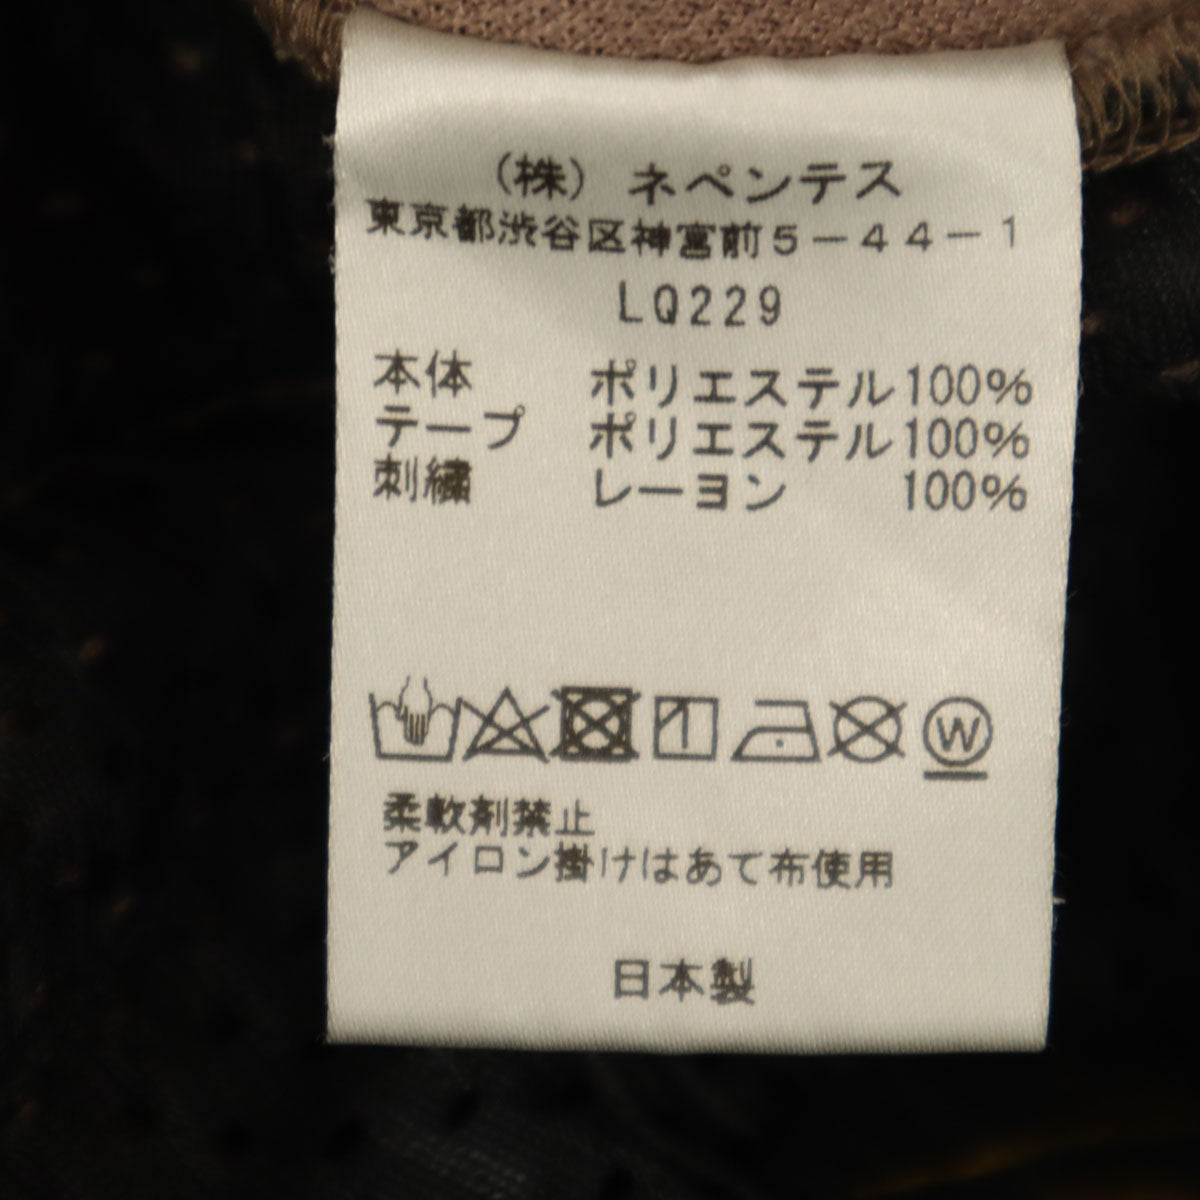 (株) ネペンテス
東京都渋谷区神宮前5-44-1
LQ229
本体 ポリエステル100%
テープ ポリエステル100%
刺繍 レーヨン 100%
W
柔軟剤禁止
アイロン掛けはあて布使用
日本製